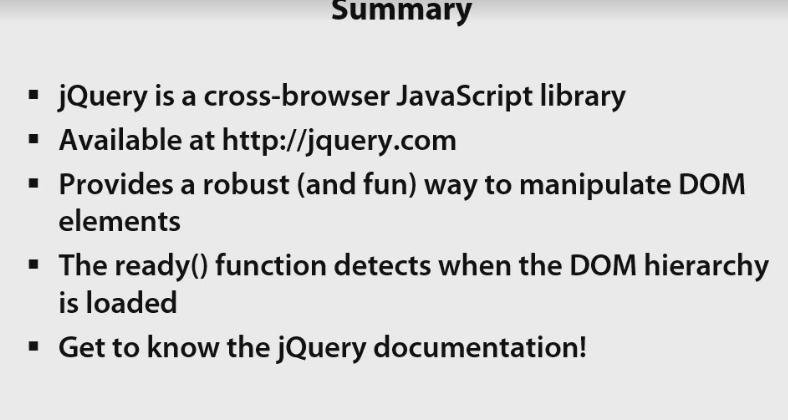 Summary
▪ jQuery is a cross-browser JavaScript library
▪ Available at http://jquery.com
▪ Provides a robust (and fun) way to manipulate DOM
elements
▪ The ready() function detects when the DOM hierarchy
is loaded
▪ Get to know the jQuery documentation!